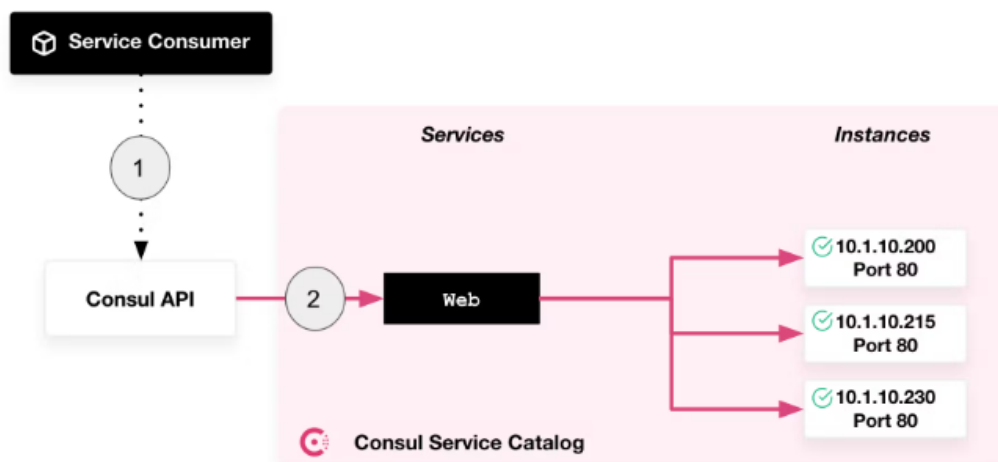 Service Consumer
Services
Instances
1
10.1.10.200
Port 80
Consul API
2
Web
10.1.10.215
Port 80
10.1.10.230
Port 80
Consul Service Catalog